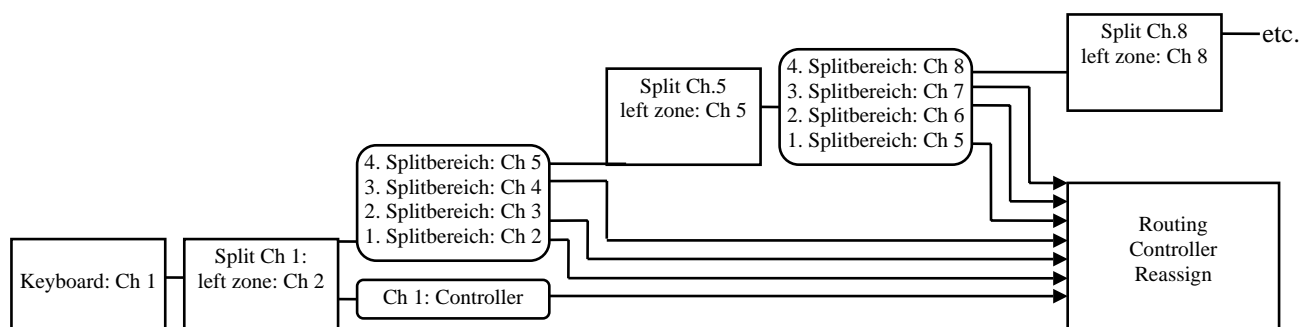 Split Ch.8
left zone: Ch 8
etc.
4. Splitbereich: Ch 8
3. Splitbereich: Ch 7
2. Splitbereich: Ch 6
1. Splitbereich: Ch 5
Split Ch.5
left zone: Ch 5
4. Splitbereich: Ch 5
3. Splitbereich: Ch 4
2. Splitbereich: Ch 3
1. Splitbereich: Ch 2
Routing
Controller
Reassign
Split Ch 1:
left zone: Ch 2
Keyboard: Ch 1
Ch 1: Controller